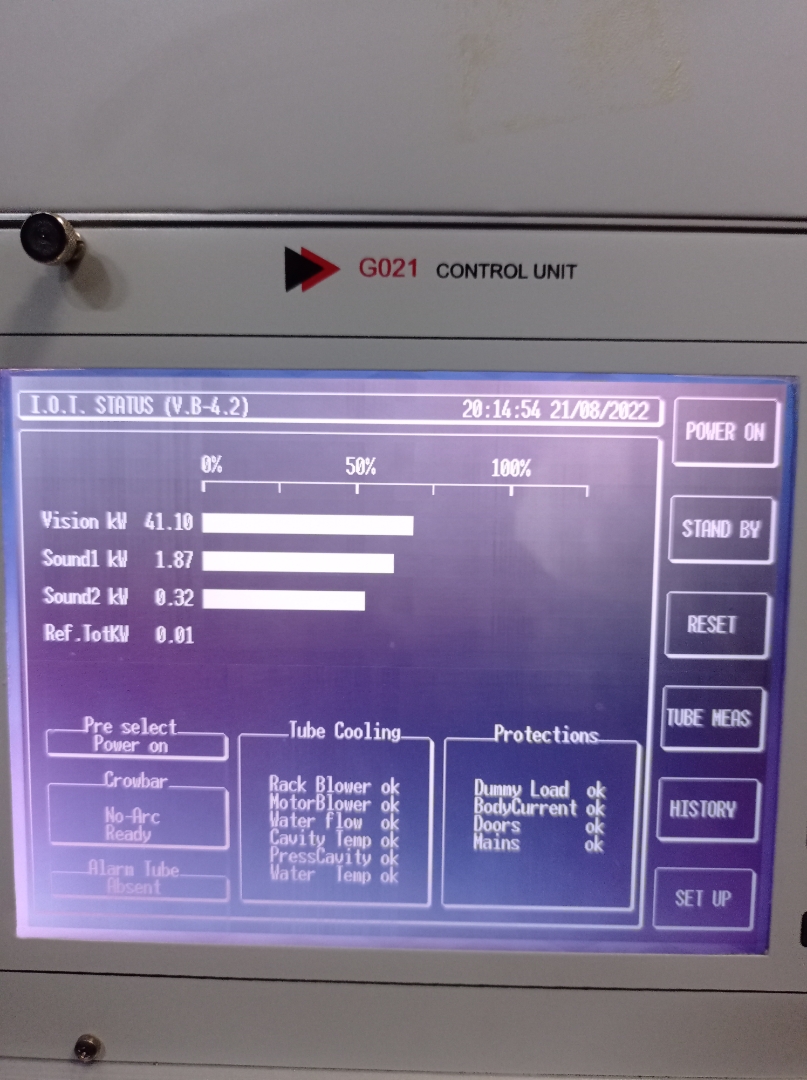 G021 CONTROL UNIT
I.O.T. STATUS (V.B-4.2) 20:14:54 21/08/2022
POWER ON
0% 50% 100%
Vision kW 41.10
STAND BY
Sound1 kW 1.87
Sound2 kW 0.32
Ref.TotKW 0.01
RESET
TUBE MEAS
Pre select
Power on
Crowbar
No-Arc
Ready
Alarm Tube
Absent
Tube Cooling
Rack Blower ok
MotorBlower ok
Water flow ok
Cavity Temp ok
PressCavity ok
Water Temp ok
Protections
Dummy Load ok
BodyCurrent ok
Doors ok
Mains ok
HISTORY
SET UP